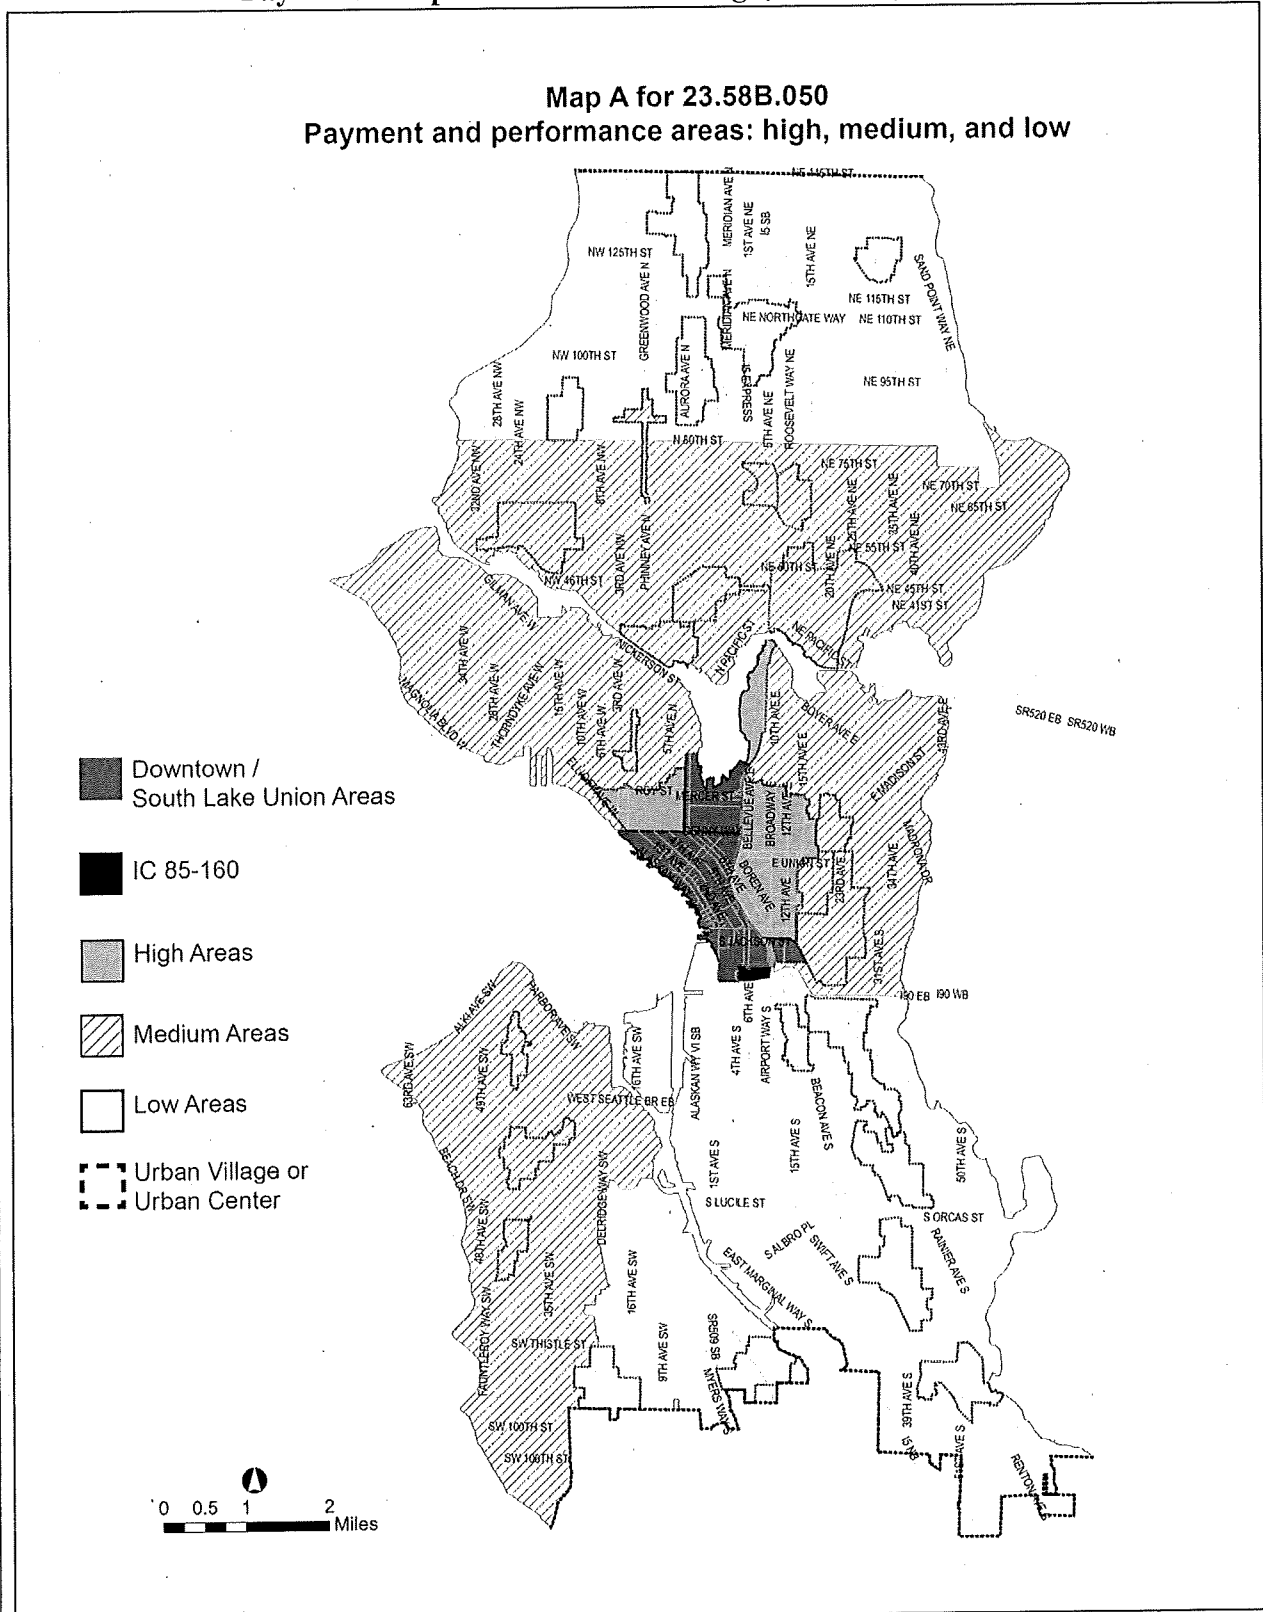 Map A for 23.58B.050
Payment and performance areas: high, medium, and low
NE 145TH ST
MERIDIAN AVE N
1ST AVE NE
I5 SB
15TH AVE NE
NW 125TH ST
GREENWOOD AVE N
SAND POINT WAY NE
MERIDIAN AVE N
NE 115TH ST
NE NORTHGATE WAY
NE 110TH ST
NW 100TH ST
AURORA AVE N
28TH AVE NW
24TH AVE NW
I5 EXPRESS
5TH AVE NE
ROOSEVELT WAY NE
NE 95TH ST
N 80TH ST
32ND AVE NW
8TH AVE NW
NE 75TH ST
NE 70TH ST
NE 65TH ST
25TH AVE NE
35TH AVE NE
40TH AVE NE
NE 55TH ST
3RD AVE NW
PHINNEY AVE N
20TH AVE NE
NW 46TH ST
NE 45TH ST
NE 41ST ST
GILMAN AVE W
NICKERSON ST
N PACIFIC ST
NE PACIFIC ST
34TH AVE W
28TH AVE W
THORNDYKE AVE W
15TH AVE W
10TH AVE W
6TH AVE W
3RD AVE W
5TH AVE N
MAGNOLIA BLVD W
10TH AVE E
BOYER AVE E
15TH AVE E
43RD AVE E
SR520 EB SR520 WB
E MADISON ST
ELLIOTT AVE W
ROY ST
MERCER ST
BELLEVUE AVE E
BROADWAY E
12TH AVE E
MADRONA DR
34TH AVE
E UNION ST
23RD AVE
BOREN AVE
12TH AVE
S JACKSON ST
31ST AVE S
I90 EB I90 WB
Downtown /
South Lake Union Areas
IC 85-160
High Areas
Medium Areas
Low Areas
Urban Village or
Urban Center
ALKI AVE SW
HARBOR AVE SW
63RD AVE SW
49TH AVE SW
16TH AVE SW
WEST SEATTLE BR EB
ALASKAN WY VI SB
4TH AVE S
6TH AVE
AIRPORT WAY S
BEACON AVE S
15TH AVE S
1ST AVE S
50TH AVE S
BEACH DR SW
DELRIDGE WAY SW
S LUCILE ST
S ORCAS ST
48TH AVE SW
35TH AVE SW
16TH AVE SW
S ALBRO PL
SWIFT AVE S
RAINIER AVE S
EAST MARGINAL WAY S
FAUNTLEROY WAY SW
SW THISTLE ST
9TH AVE SW
SR509 SB
MYERS WAY S
39TH AVE S
I5 NB
51ST AVE S
SW 100TH ST
SW 106TH ST
0 0.5 1 2
Miles